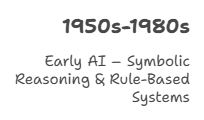 1950s-1980s
Early AI – Symbolic
Reasoning & Rule-Based
Systems